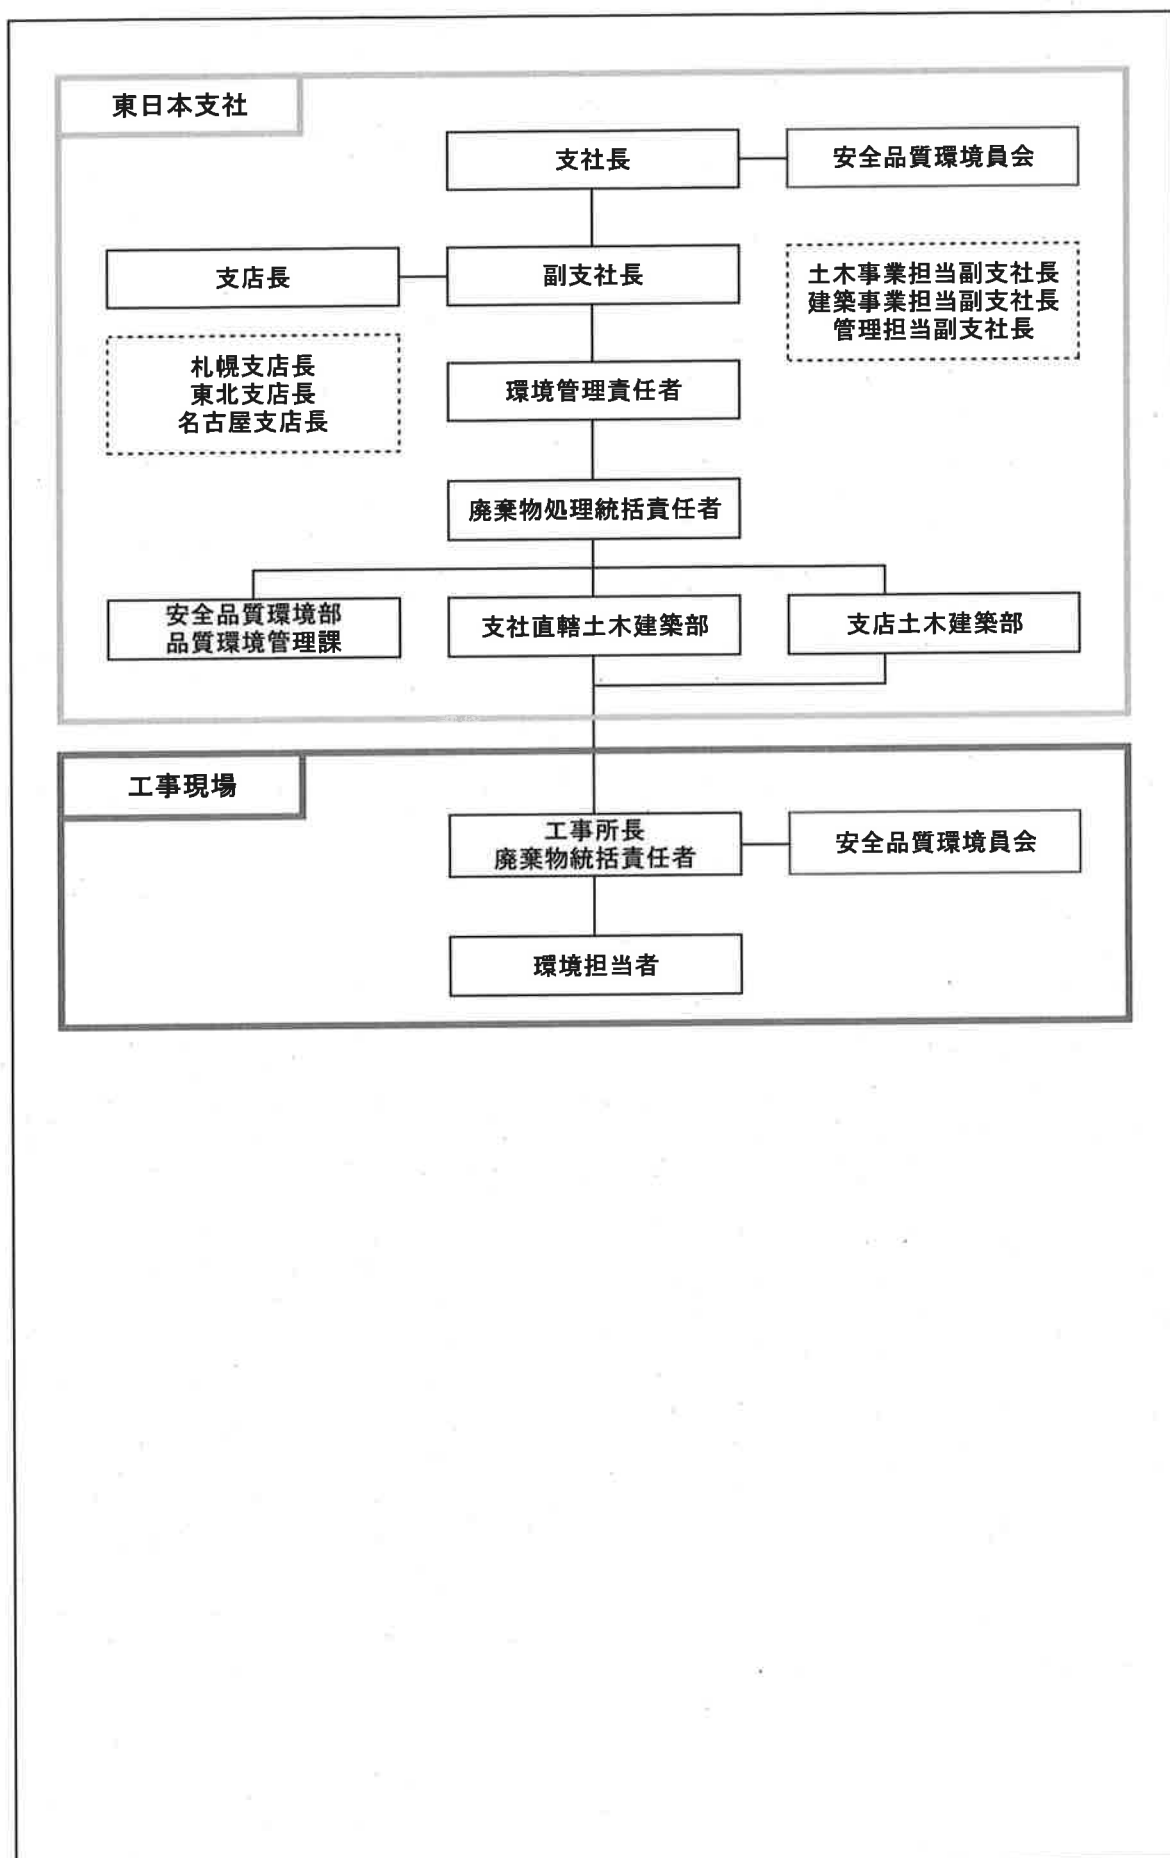 東日本支社
支社長
安全品質環境員会
支店長
副支社長
土木事業担当副支社長
建築事業担当副支社長
管理担当副支社長
札幌支店長
東北支店長
名古屋支店長
環境管理責任者
廃棄物処理統括責任者
安全品質環境部
品質環境管理課
支社直轄土木建築部
支店土木建築部
工事現場
工事所長
廃棄物統括責任者
安全品質環境員会
環境担当者